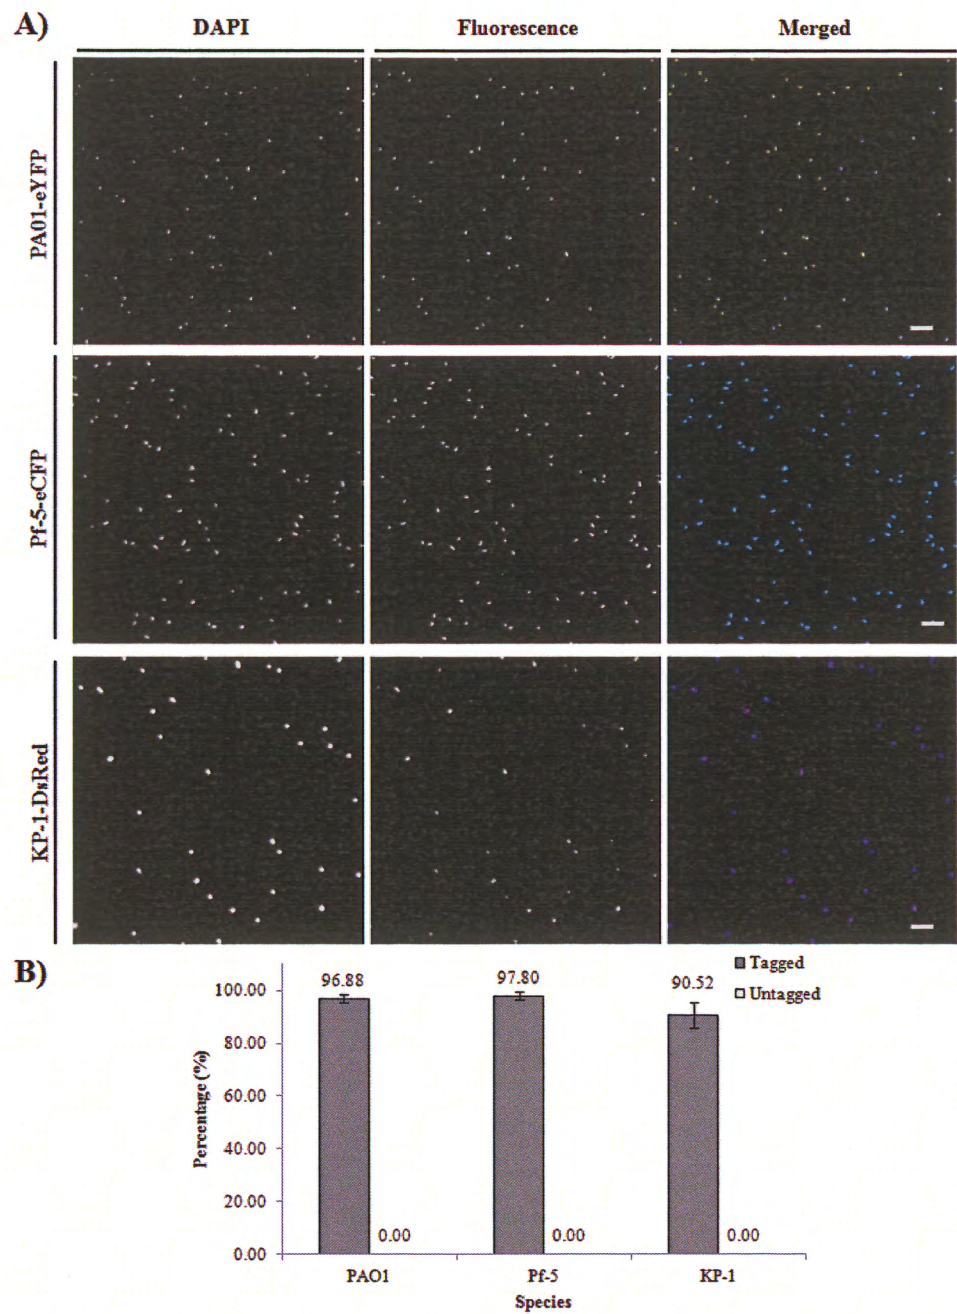 A)
DAPI
Fluorescence
Merged
PA01-eYFP
Pf-5-eCFP
KP-1-DsRed
B)
Tagged
Untagged
96.88
97.80
90.52
100.00
80.00
60.00
40.00
20.00
0.00
Percentage (%)
0.00
0.00
0.00
PAO1
Pf-5
KP-1
Species